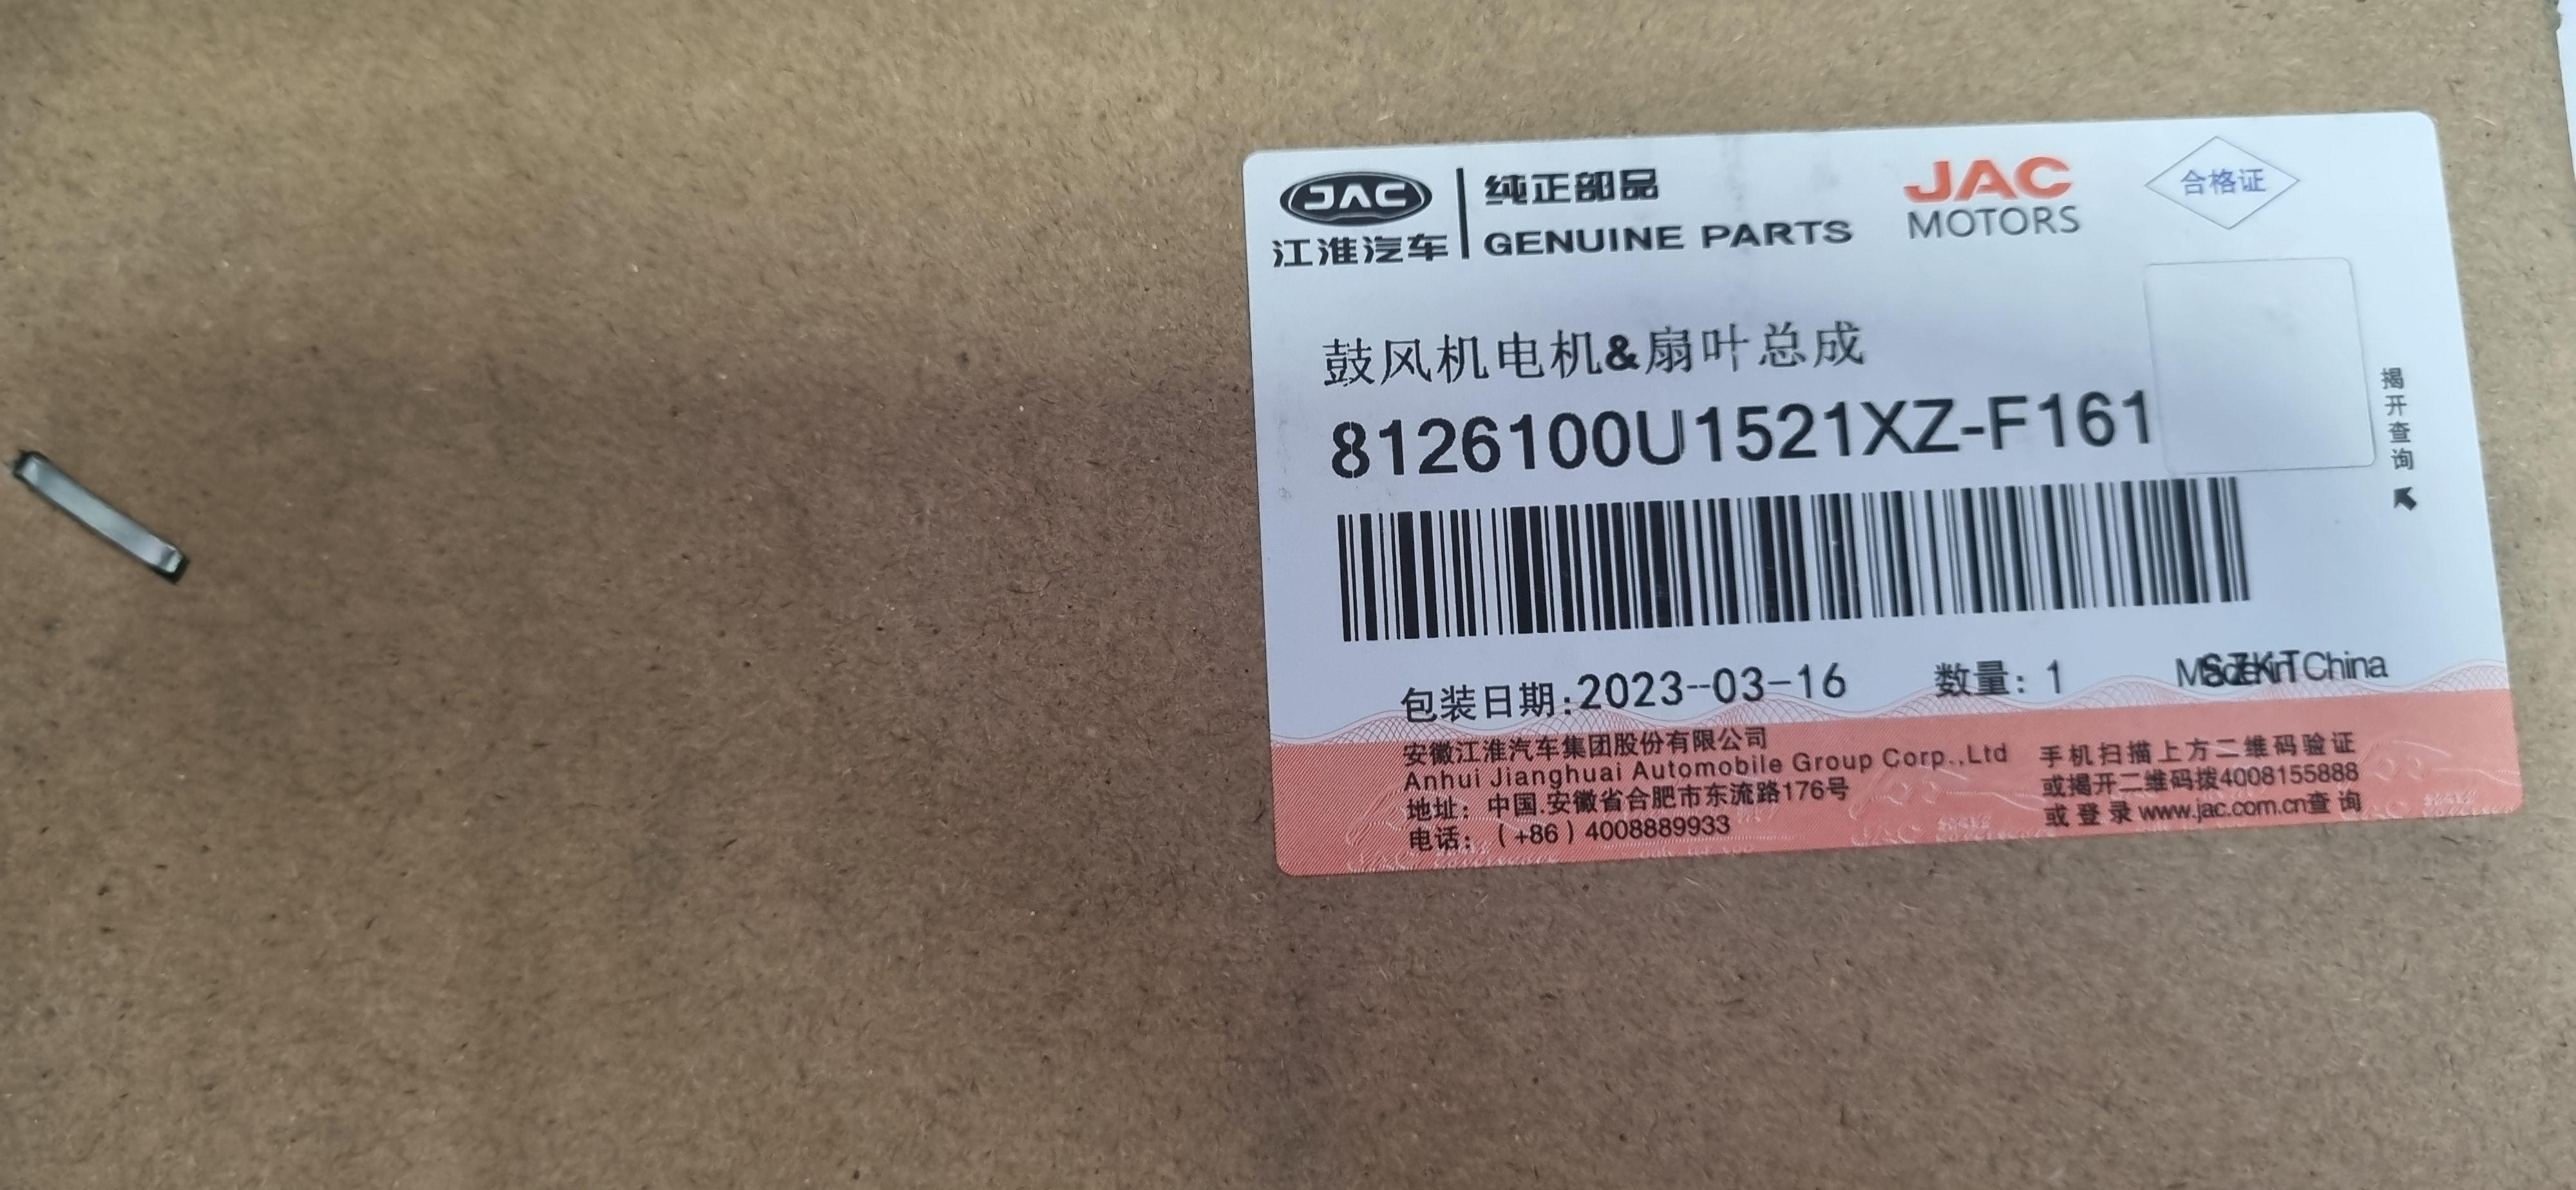 JAC
江淮汽车
纯正部品
GENUINE PARTS
JAC
MOTORS
合格证
鼓风机电机&扇叶总成
8126100U1521XZ-F161
揭开查询
包装日期:2023-03-16
数量: 1
Made in China
SZKT
安徽江淮汽车集团股份有限公司
Anhui Jianghuai Automobile Group Corp.,Ltd
地址: 中国.安徽省合肥市东流路176号
电话: (+86) 4008889933
手机扫描上方二维码验证
或揭开二维码拨4008155888
或登录www.jac.com.cn查询